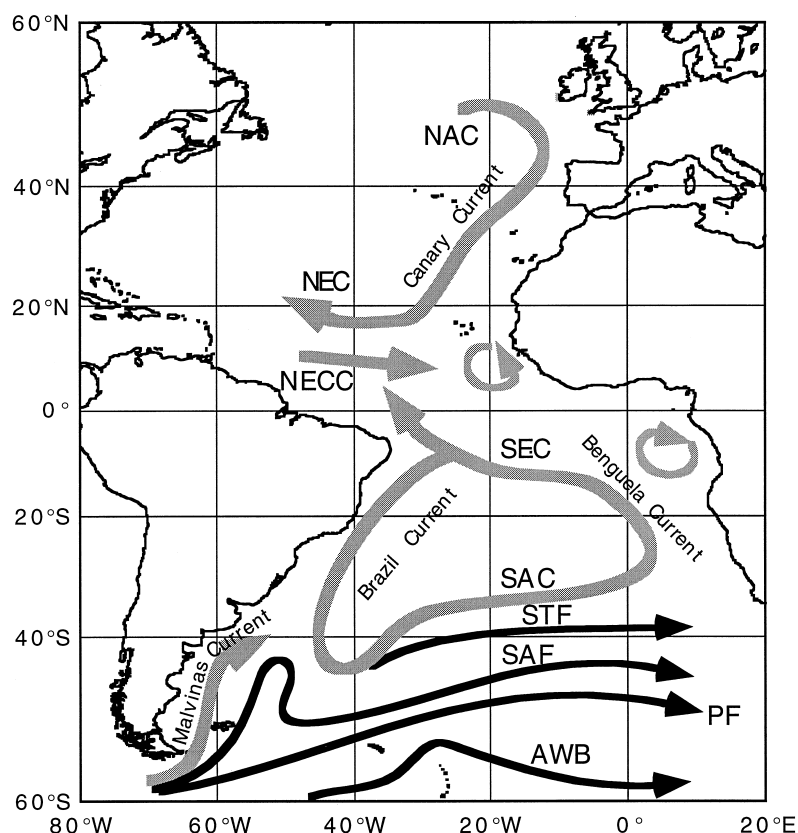 60°N
NAC
40°N
Canary Current
NEC
20°N
NECC
0°
SEC
Benguela Current
Brazil Current
20°S
SAC
STF
Malvinas Current
40°S
SAF
PF
AWB
60°S
80°W 60°W 40°W 20°W 0° 20°E